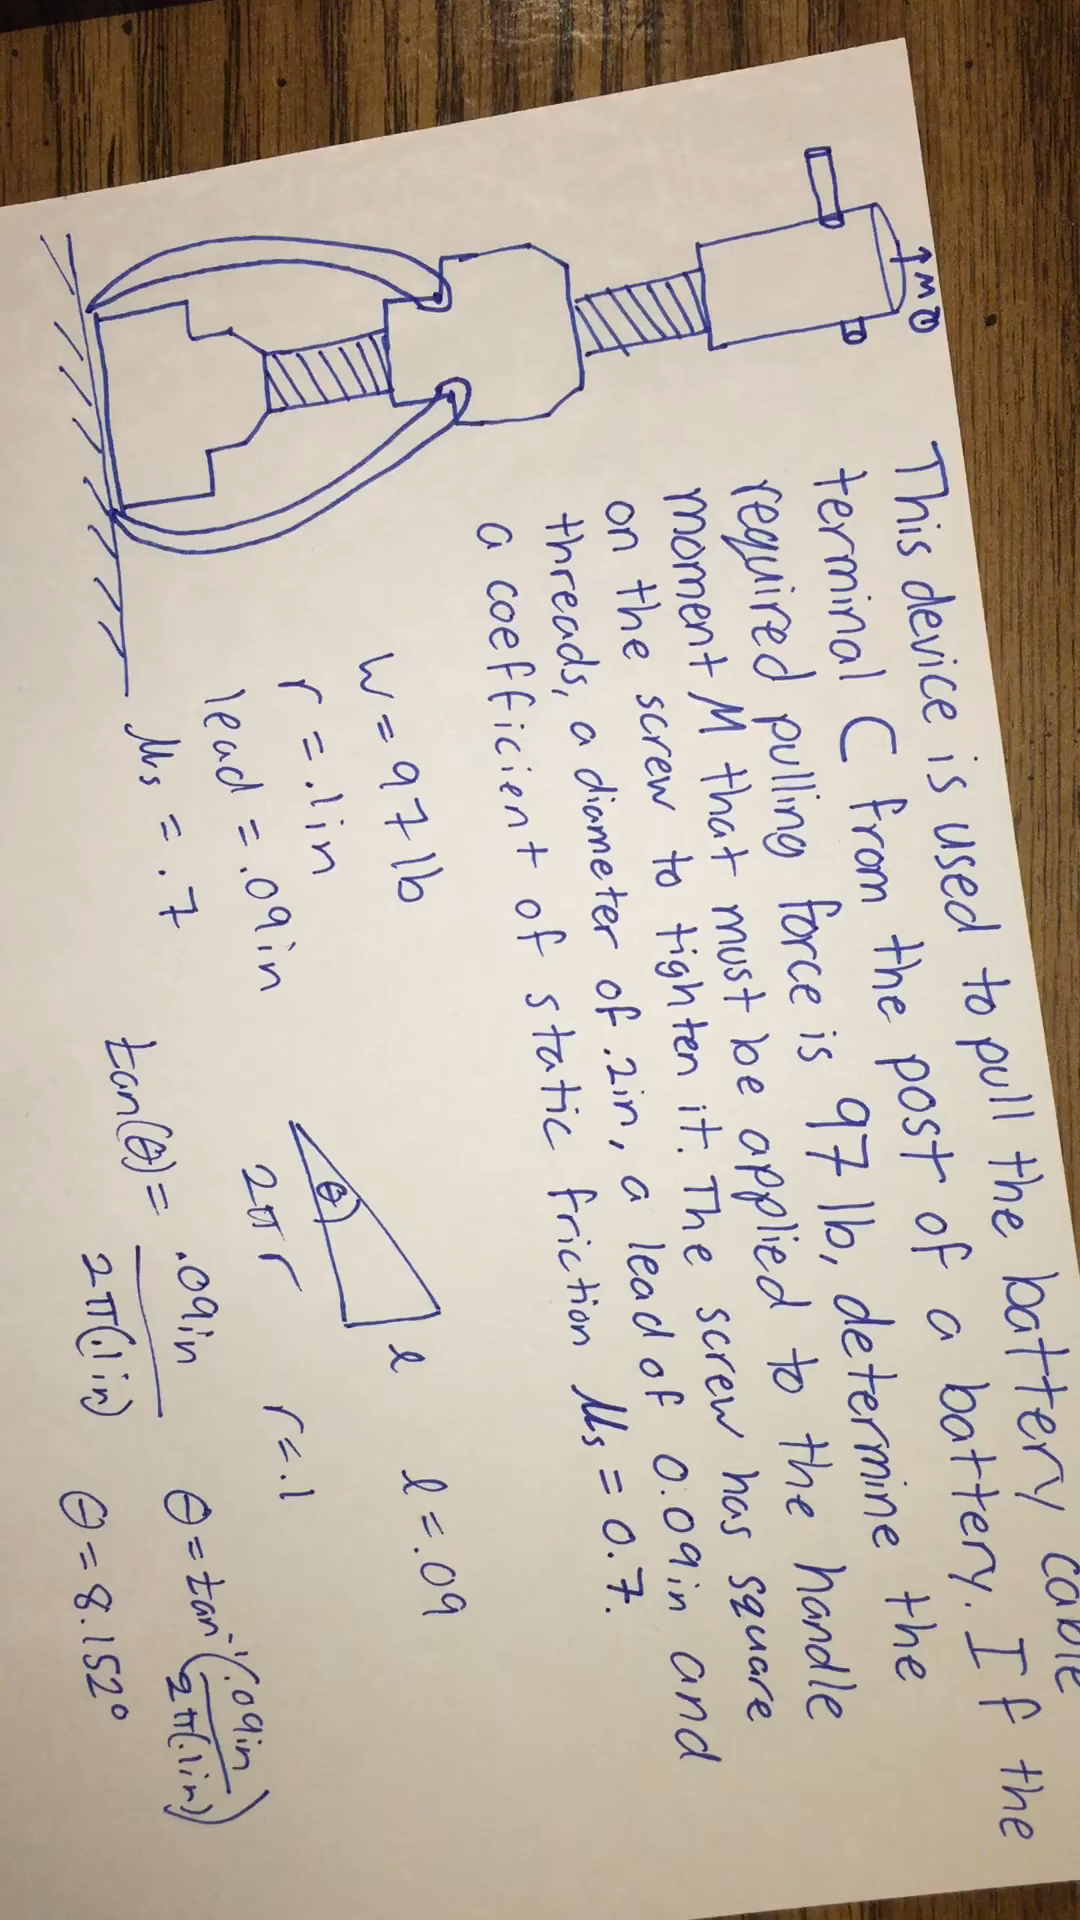 M
This device is used to pull the battery cable
terminal C from the post of a battery. If the
required pulling force is 97 lb, determine the
moment M that must be applied to the handle
on the screw to tighten it. The screw has square
threads, a diameter of .2in, a lead of 0.09in and
a coefficient of static friction μs = 0.7.
W = 97 lb
r = .1in
lead = .09in
μs = .7
θ
l
2πr
l = .09
r = .1
tan(θ) = .09in / 2π(.1in)
θ = tan⁻¹(.09in / 2π(.1in))
θ = 8.152°